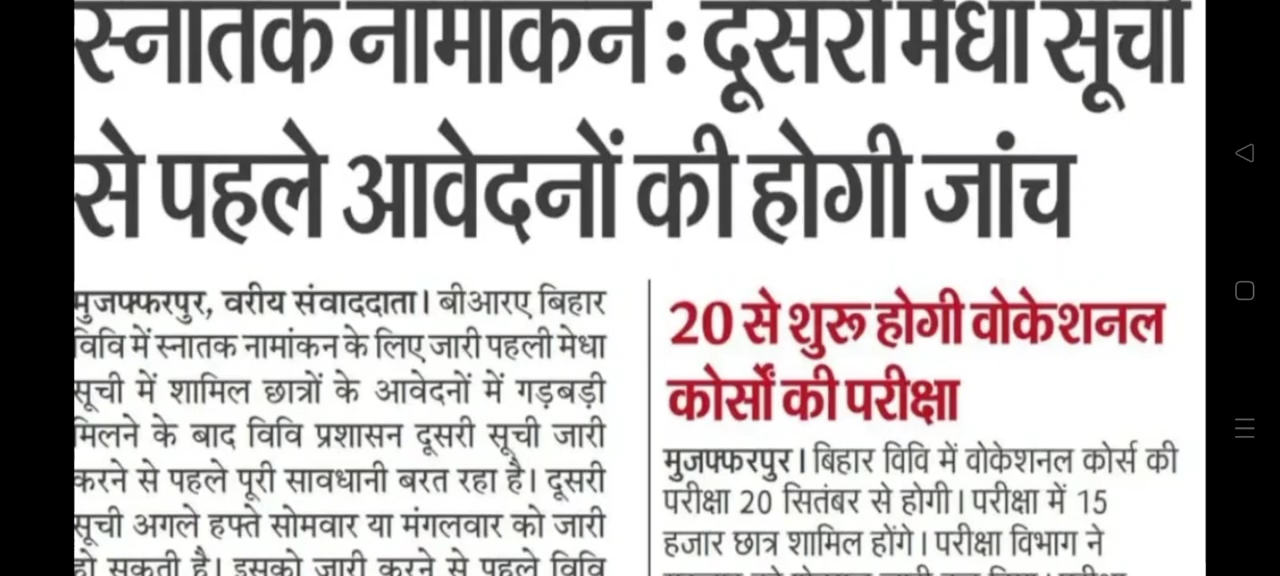 स्नातक नामांकन : दूसरी मेधा सूची
से पहले आवेदनों की होगी जांच
मुजफ्फरपुर, वरीय संवाददाता। बीआरए बिहार
विवि में स्नातक नामांकन के लिए जारी पहली मेधा
सूची में शामिल छात्रों के आवेदनों में गड़बड़ी
मिलने के बाद विवि प्रशासन दूसरी सूची जारी
करने से पहले पूरी सावधानी बरत रहा है। दूसरी
सूची अगले हफ्ते सोमवार या मंगलवार को जारी
हो सकती है। इसको जारी करने से पहले विवि
20 से शुरू होगी वोकेशनल
कोर्सों की परीक्षा
मुजफ्फरपुर। बिहार विवि में वोकेशनल कोर्स की
परीक्षा 20 सितंबर से होगी। परीक्षा में 15
हजार छात्र शामिल होंगे। परीक्षा विभाग ने